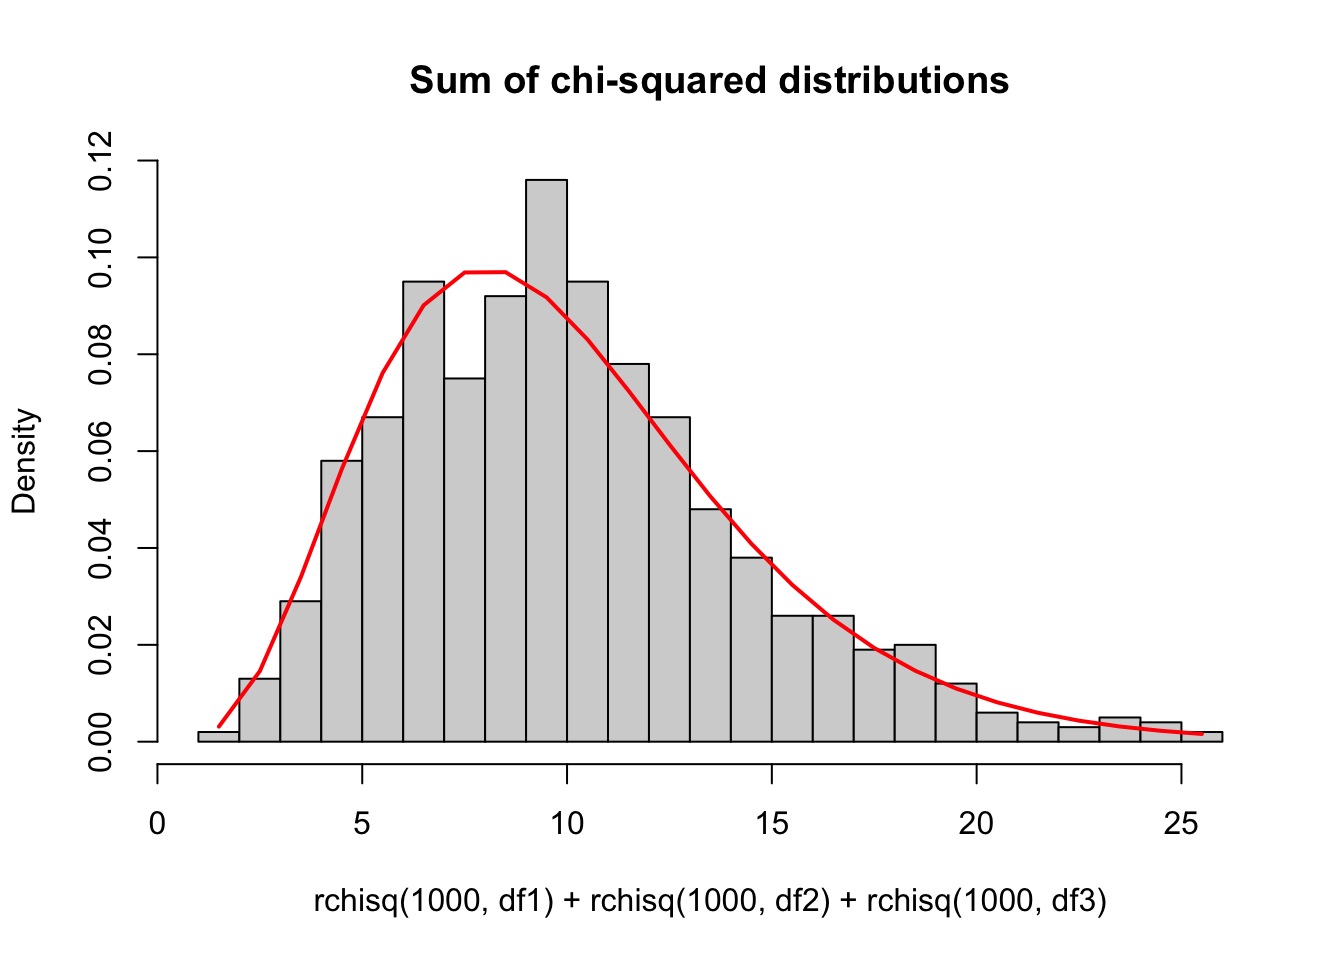 Sum of chi-squared distributions
Density
0.12
0.10
0.08
0.06
0.04
0.02
0.00
0 5 10 15 20 25
rchisq(1000, df1) + rchisq(1000, df2) + rchisq(1000, df3)